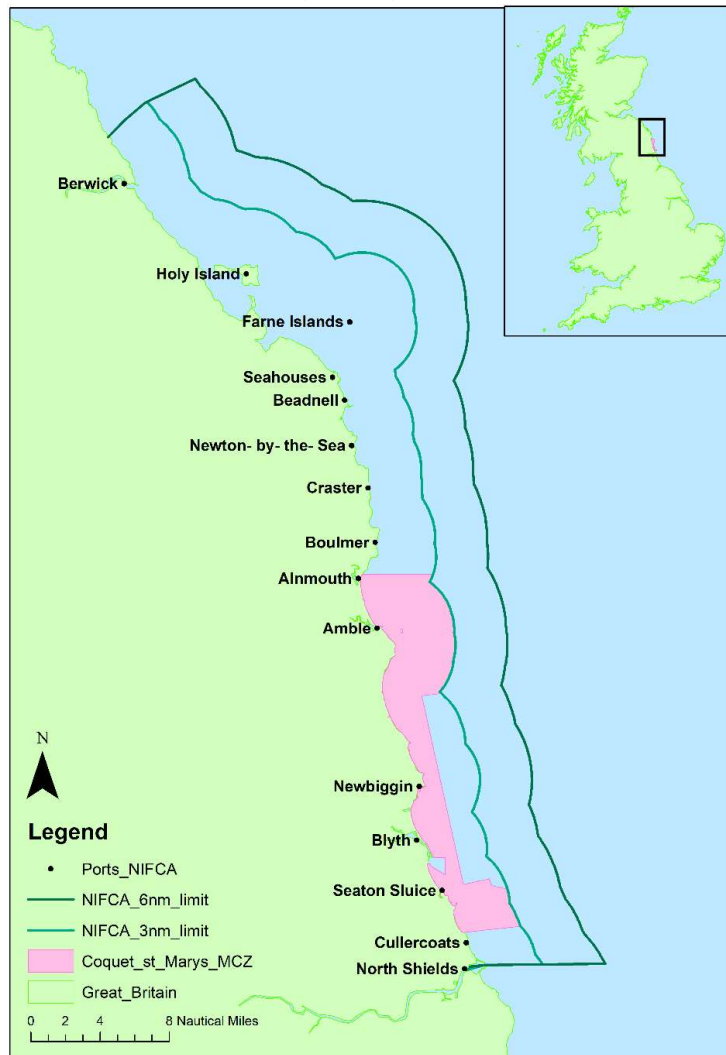 Berwick
Holy Island
Farne Islands
Seahouses
Beadnell
Newton- by- the- Sea
Craster
Boulmer
Alnmouth
Amble
N
Newbiggin
Legend
Blyth
Ports_NIFCA
Seaton Sluice
NIFCA_6nm_limit
NIFCA_3nm_limit
Cullercoats
Coquet_st_Marys_MCZ
North Shields
Great_Britain
0 2 4 8 Nautical Miles